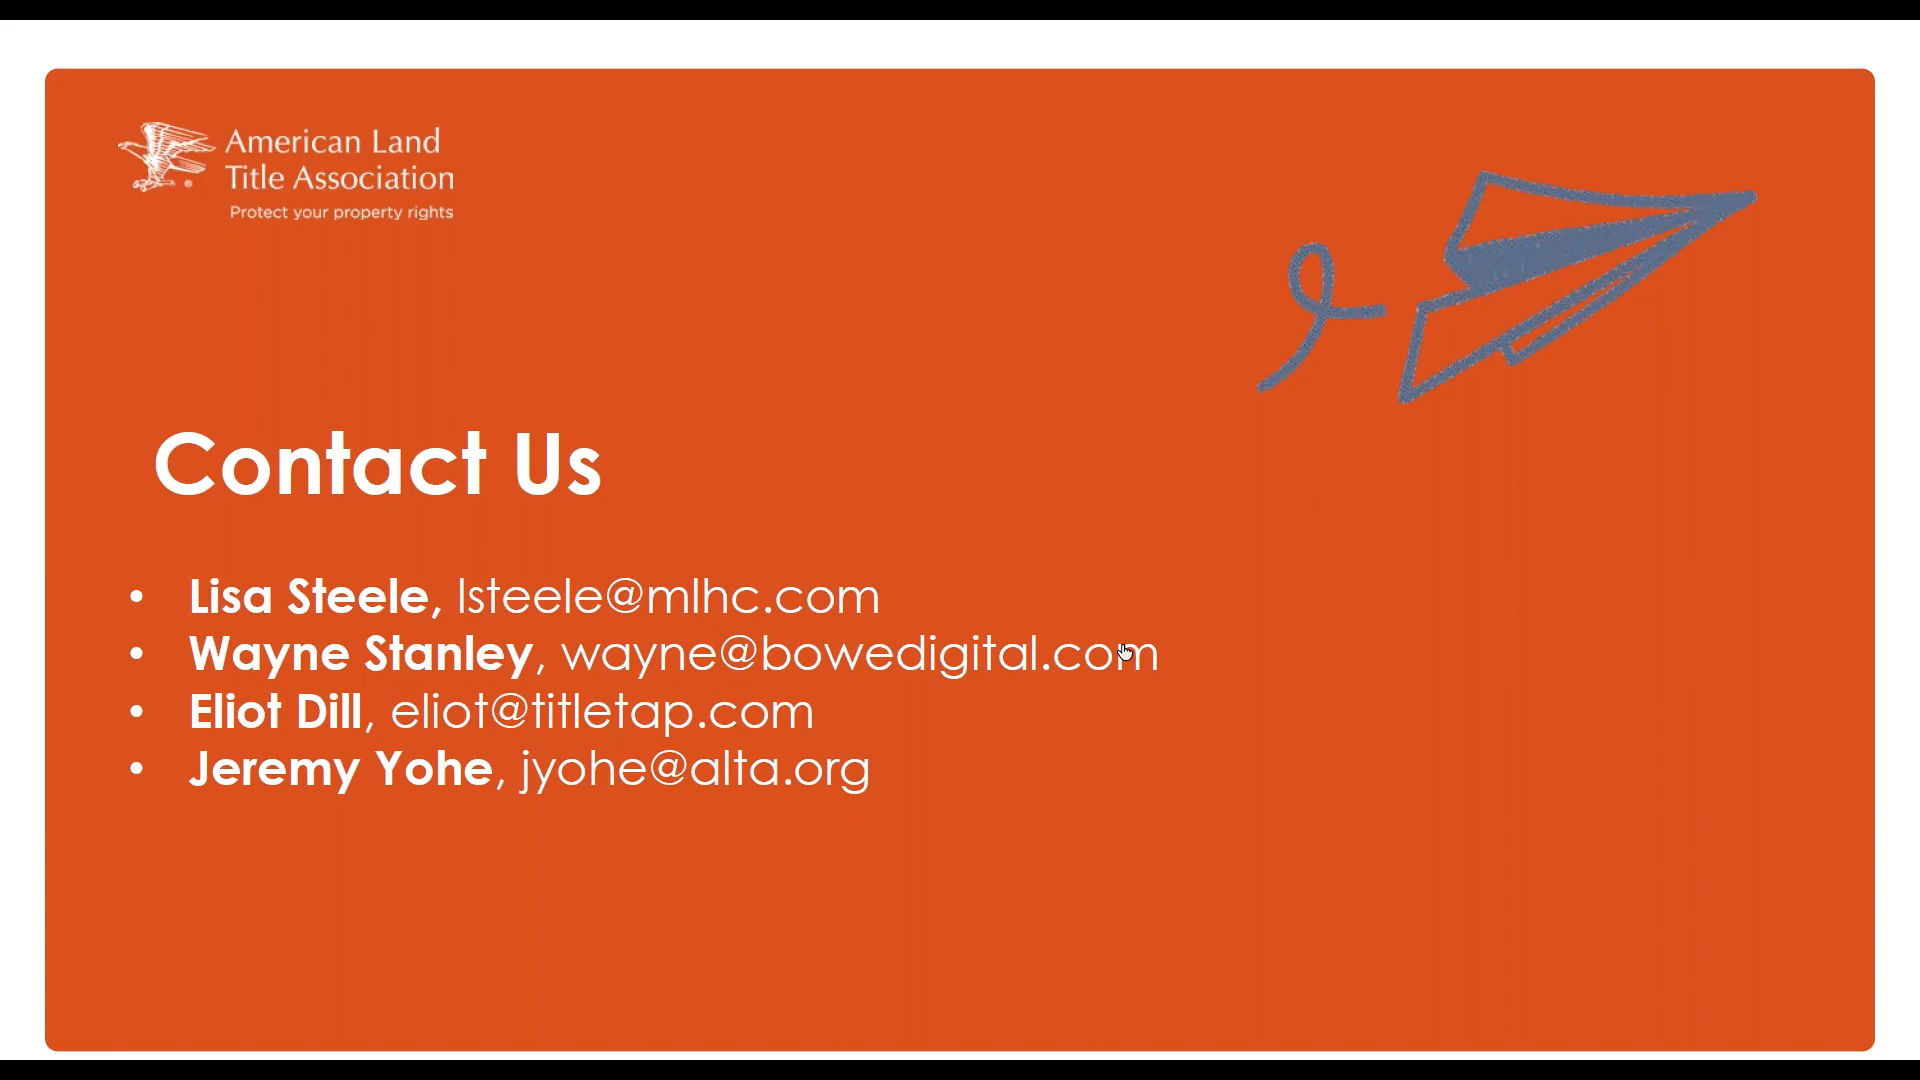 American Land
Title Association
®
Protect your property rights
Contact Us
• Lisa Steele, lsteele@mlhc.com
• Wayne Stanley, wayne@bowedigital.com
• Eliot Dill, eliot@titletap.com
• Jeremy Yohe, jyohe@alta.org